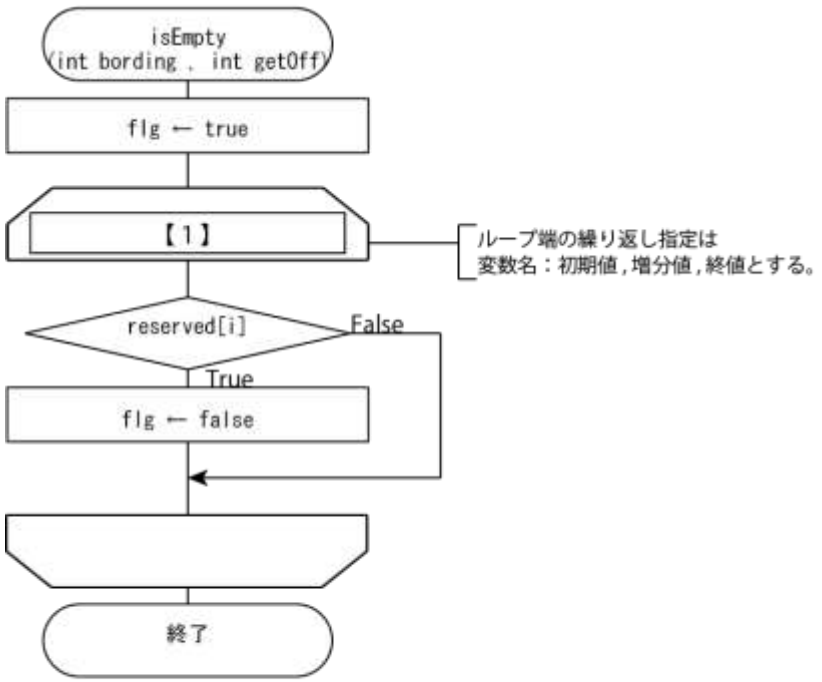 isEmpty
(int bording , int getOff)
flg ← true
【1】
ループ端の繰り返し指定は
変数名：初期値,増分値,終値とする。
reserved[i]
False
True
flg ← false
終了